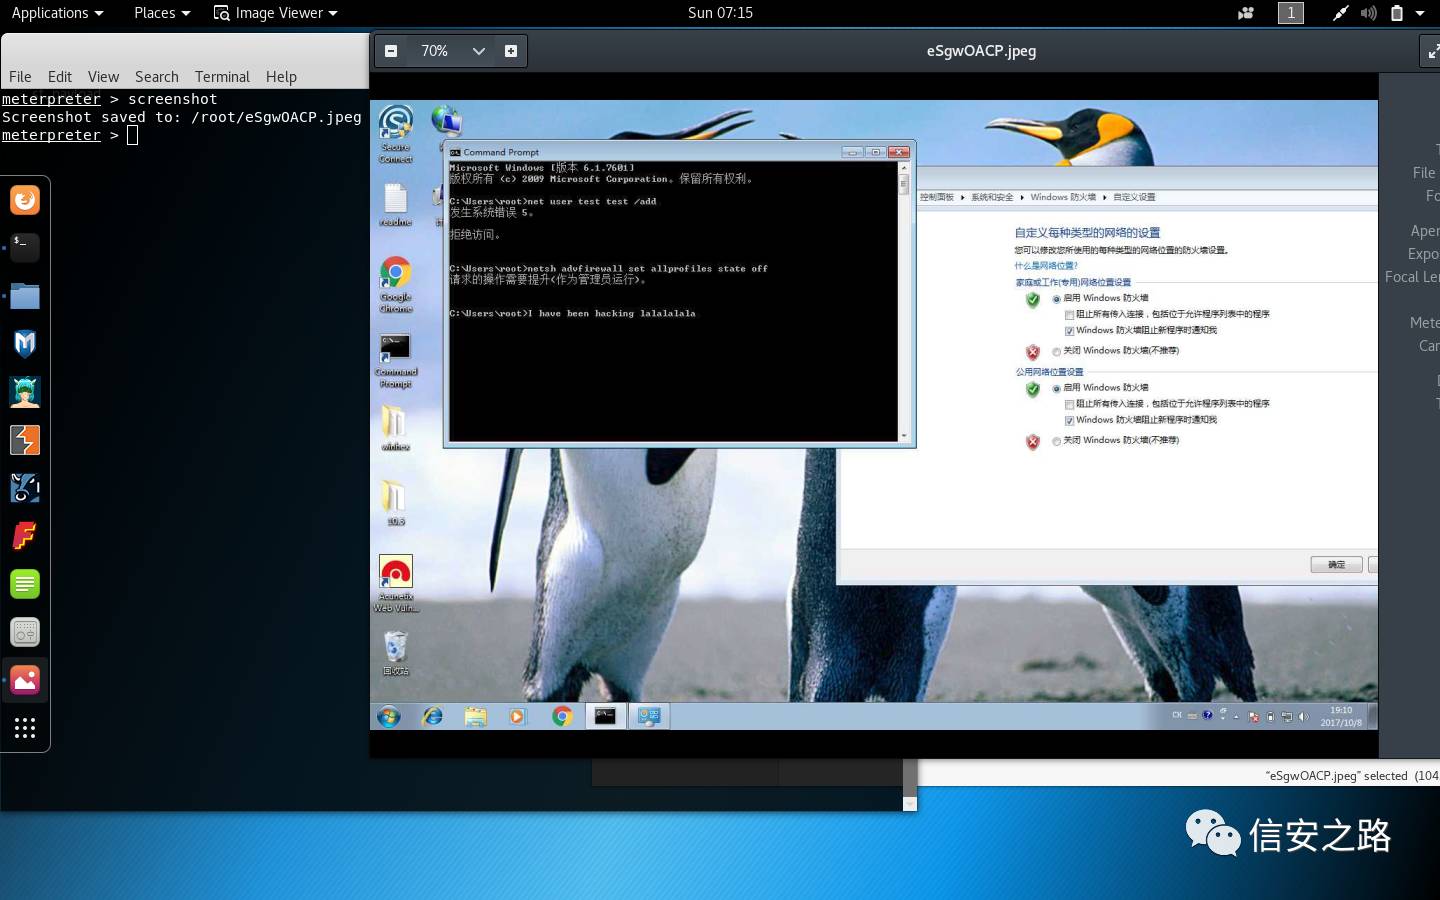 Applications
Places
Image Viewer
Sun 07:15
1
File Edit View Search Terminal Help
meterpreter > screenshot
Screenshot saved to: /root/eSgwOACP.jpeg
meterpreter >
70%
eSgwOACP.jpeg
Secure Connect
readme
Google Chrome
Command Prompt
winhex
10.5
Acunetix Web Vuln...
回收站
Command Prompt
Microsoft Windows [版本 6.1.7601]
版权所有 (c) 2009 Microsoft Corporation。保留所有权利。
C:\Users\root>net user test test /add
发生系统错误 5。
拒绝访问。
C:\Users\root>netsh advfirewall set allprofiles state off
请求的操作需要提升(作为管理员运行)。
C:\Users\root>I have been hacking lalalalala
控制面板 系统和安全 Windows 防火墙 自定义设置
自定义每种类型的网络的设置
您可以修改您所使用的每种类型的网络位置的防火墙设置。
什么是网络位置?
家庭或工作(专用)网络位置设置
启用 Windows 防火墙
阻止所有传入连接，包括位于允许程序列表中的程序
Windows 防火墙阻止新程序时通知我
关闭 Windows 防火墙(不推荐)
公用网络位置设置
启用 Windows 防火墙
阻止所有传入连接，包括位于允许程序列表中的程序
Windows 防火墙阻止新程序时通知我
关闭 Windows 防火墙(不推荐)
确定
CH
19:10
2017/10/8
File
Aper
Expo
Focal Ler
Mete
"eSgwOACP.jpeg" selected (104
信安之路